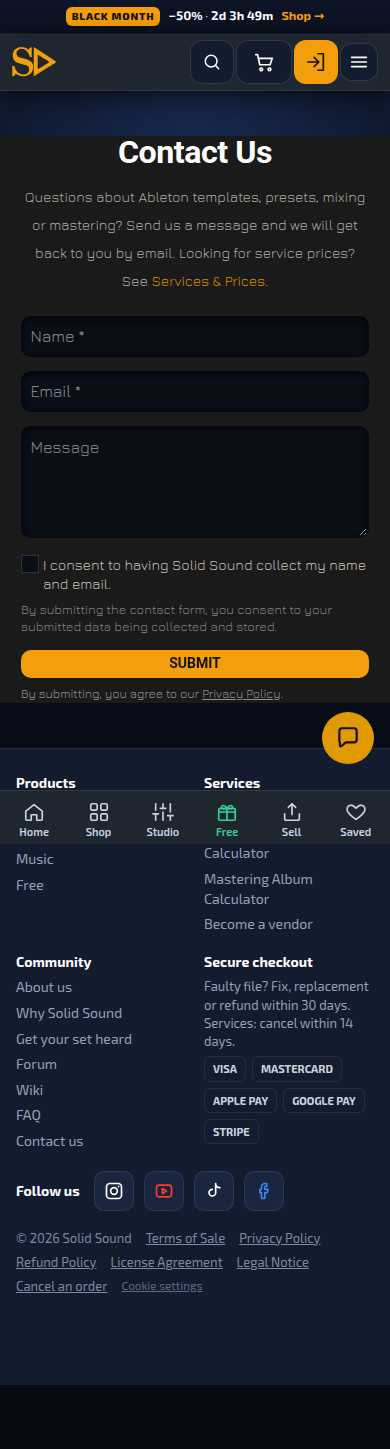 BLACK MONTH −50% · 2d 3h 49m Shop →
Contact Us
Questions about Ableton templates, presets, mixing
or mastering? Send us a message and we will get
back to you by email. Looking for service prices?
See Services & Prices.
Name *
Email *
Message
I consent to having Solid Sound collect my name
and email.
By submitting the contact form, you consent to your
submitted data being collected and stored.
SUBMIT
By submitting, you agree to our Privacy Policy.
Products
Services
Home Shop Studio Free Sell Saved
Music
Free
Calculator
Mastering Album
Calculator
Become a vendor
Community
About us
Why Solid Sound
Get your set heard
Forum
Wiki
FAQ
Contact us
Secure checkout
Faulty file? Fix, replacement
or refund within 30 days.
Services: cancel within 14
days.
VISA MASTERCARD
APPLE PAY GOOGLE PAY
STRIPE
Follow us
© 2026 Solid Sound Terms of Sale Privacy Policy
Refund Policy License Agreement Legal Notice
Cancel an order Cookie settings